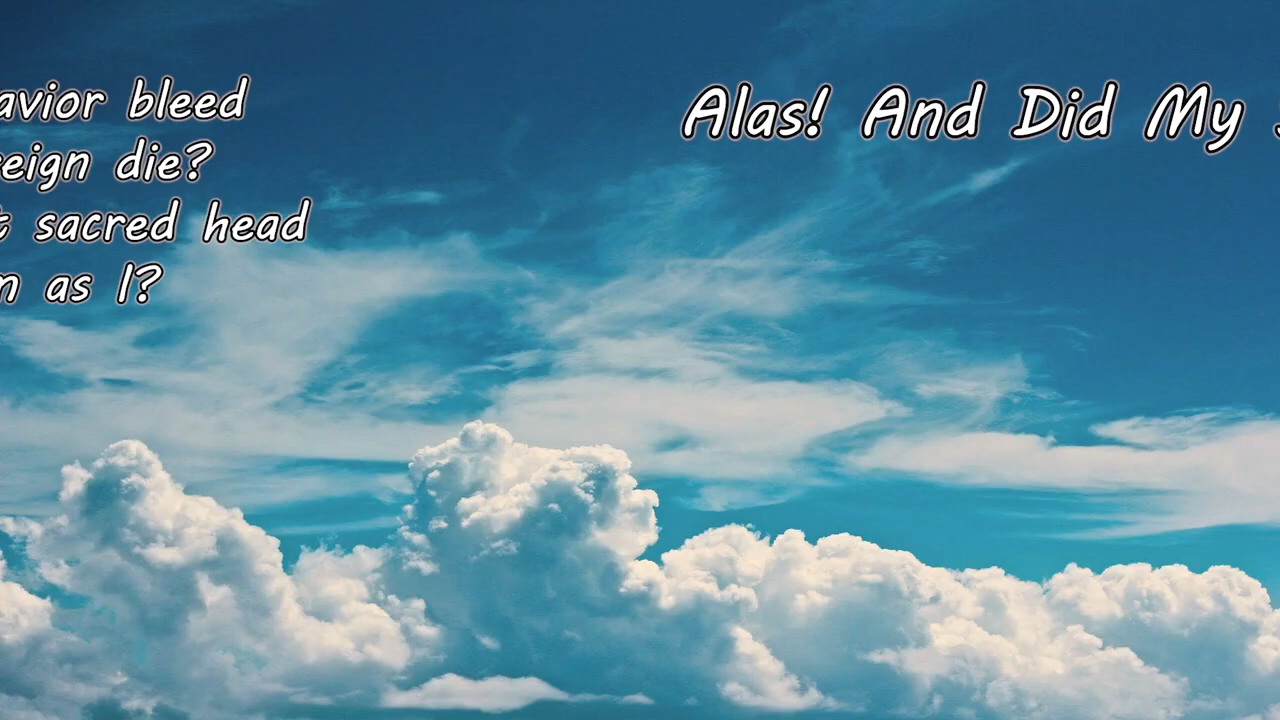 avior bleed
eign die?
sacred head
as I?
Alas! And Did My